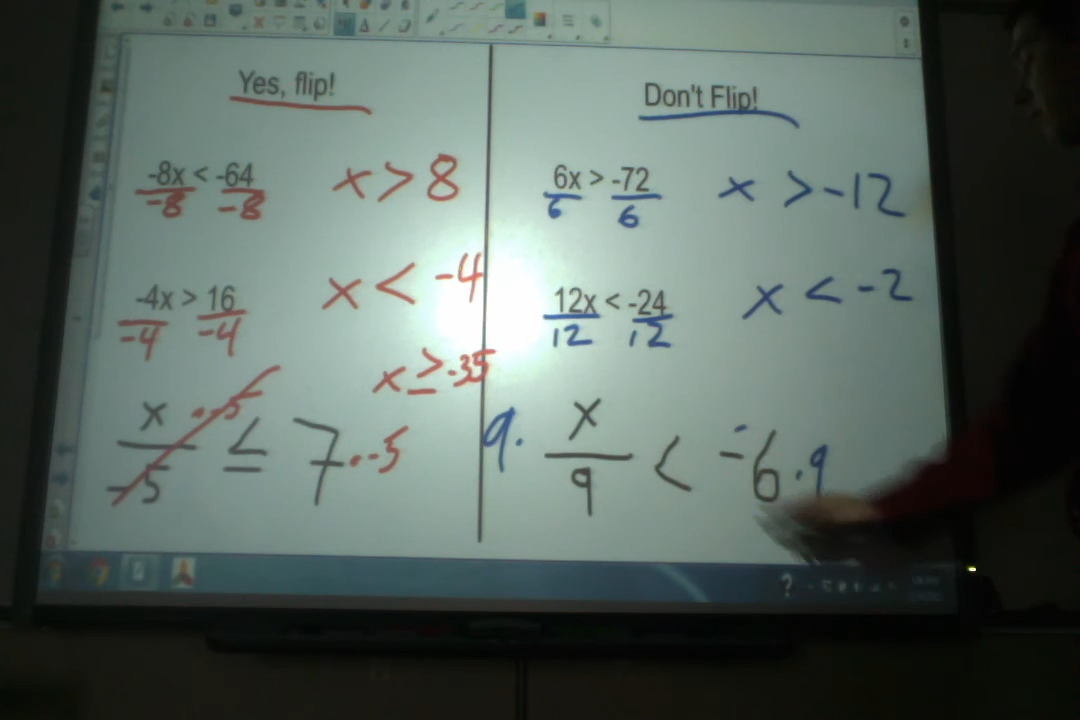 Yes, flip!
-8x < -64
-8 -8
x > 8
-4x > 16
-4 -4
x < -4
x/-5 · -5 ≤ 7 · -5
x ≥ -35
Don't Flip!
6x > -72
6 6
x > -12
12x < -24
12 12
x < -2
9 · x/9 < -6 · 9
?